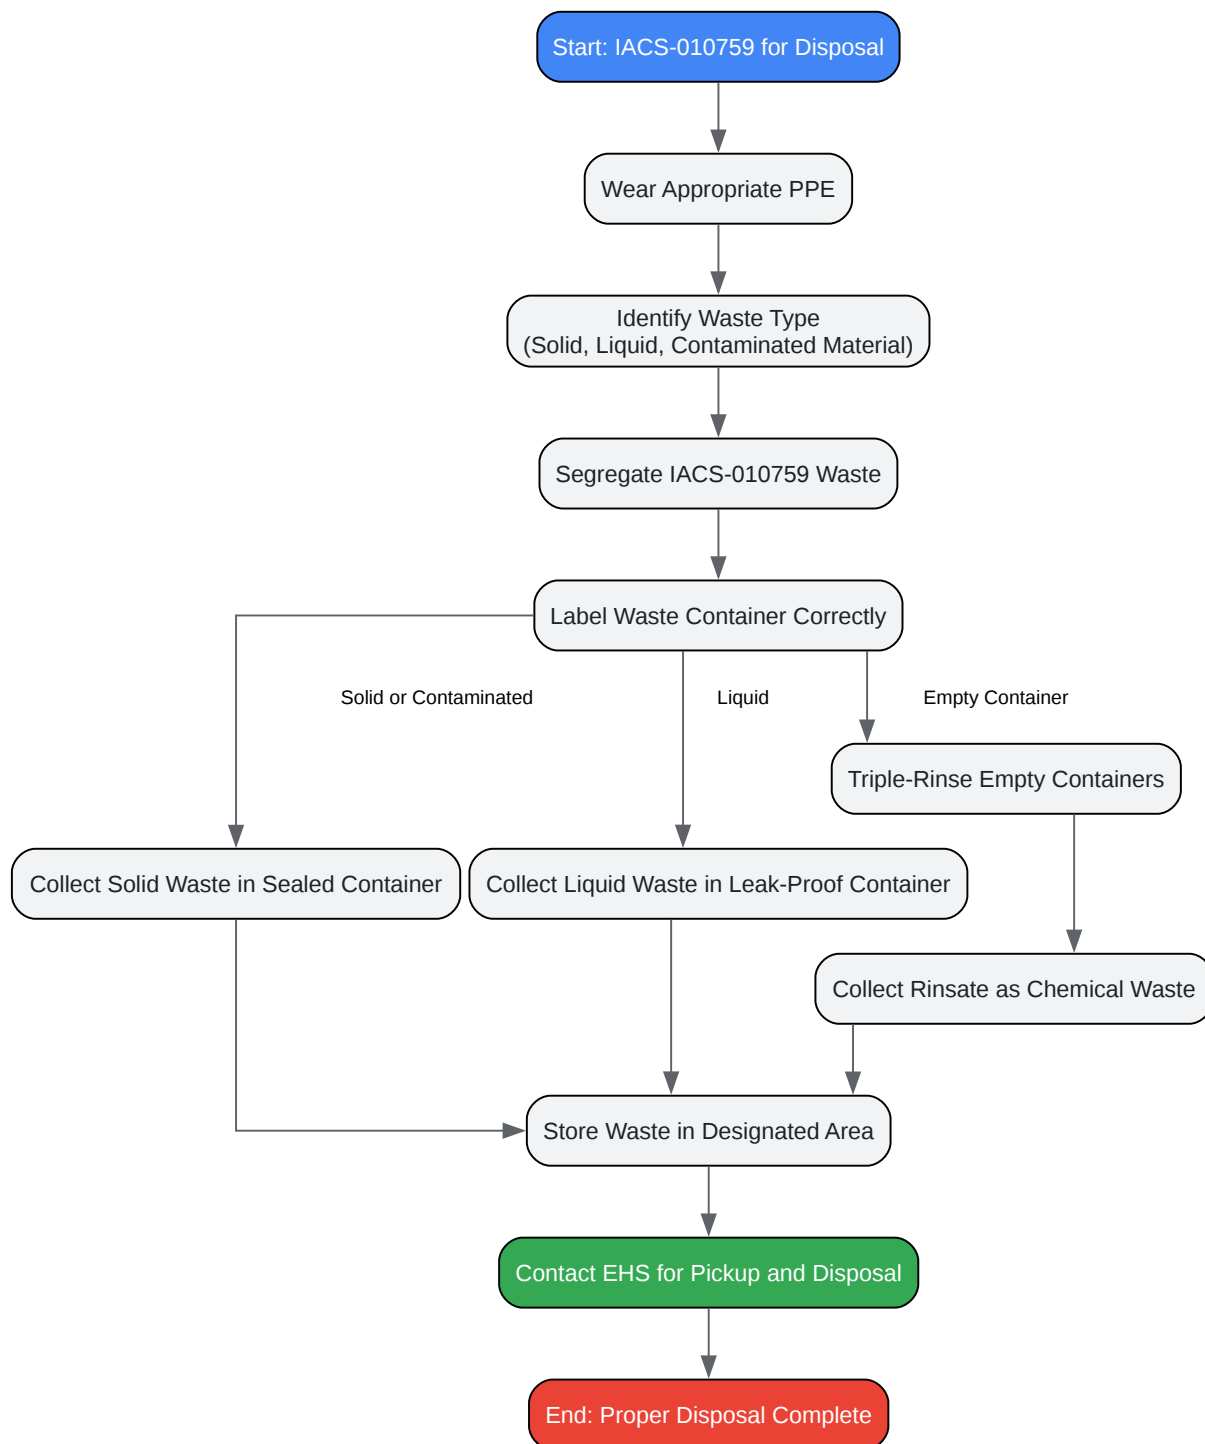 Start: IACS-010759 for Disposal
Wear Appropriate PPE
Identify Waste Type
(Solid, Liquid, Contaminated Material)
Segregate IACS-010759 Waste
Label Waste Container Correctly
Solid or Contaminated
Liquid
Empty Container
Triple-Rinse Empty Containers
Collect Solid Waste in Sealed Container
Collect Liquid Waste in Leak-Proof Container
Collect Rinsate as Chemical Waste
Store Waste in Designated Area
Contact EHS for Pickup and Disposal
End: Proper Disposal Complete